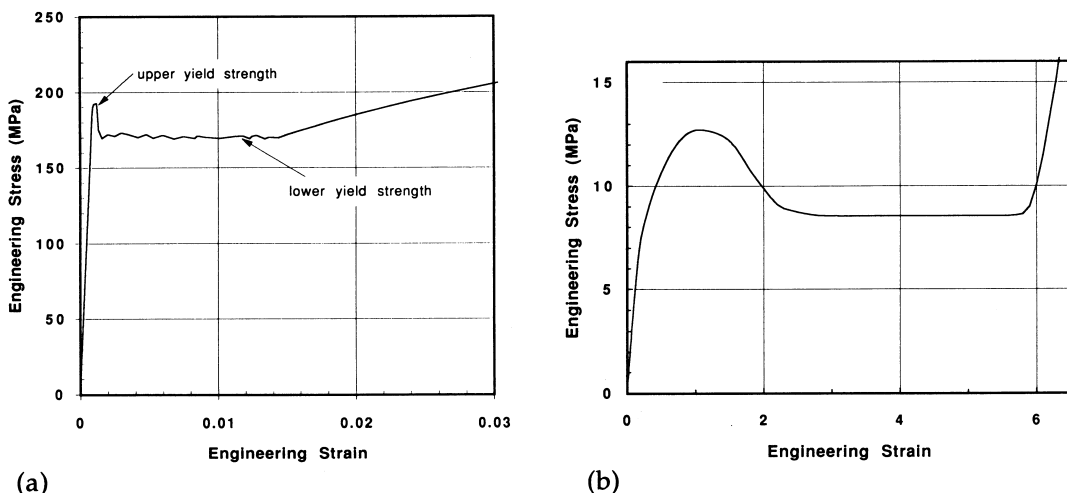 250
200
150
100
50
0
Engineering Stress (MPa)
upper yield strength
lower yield strength
0
0.01
0.02
0.03
Engineering Strain
(a)
15
10
5
0
Engineering Stress (MPa)
0
2
4
6
Engineering Strain
(b)